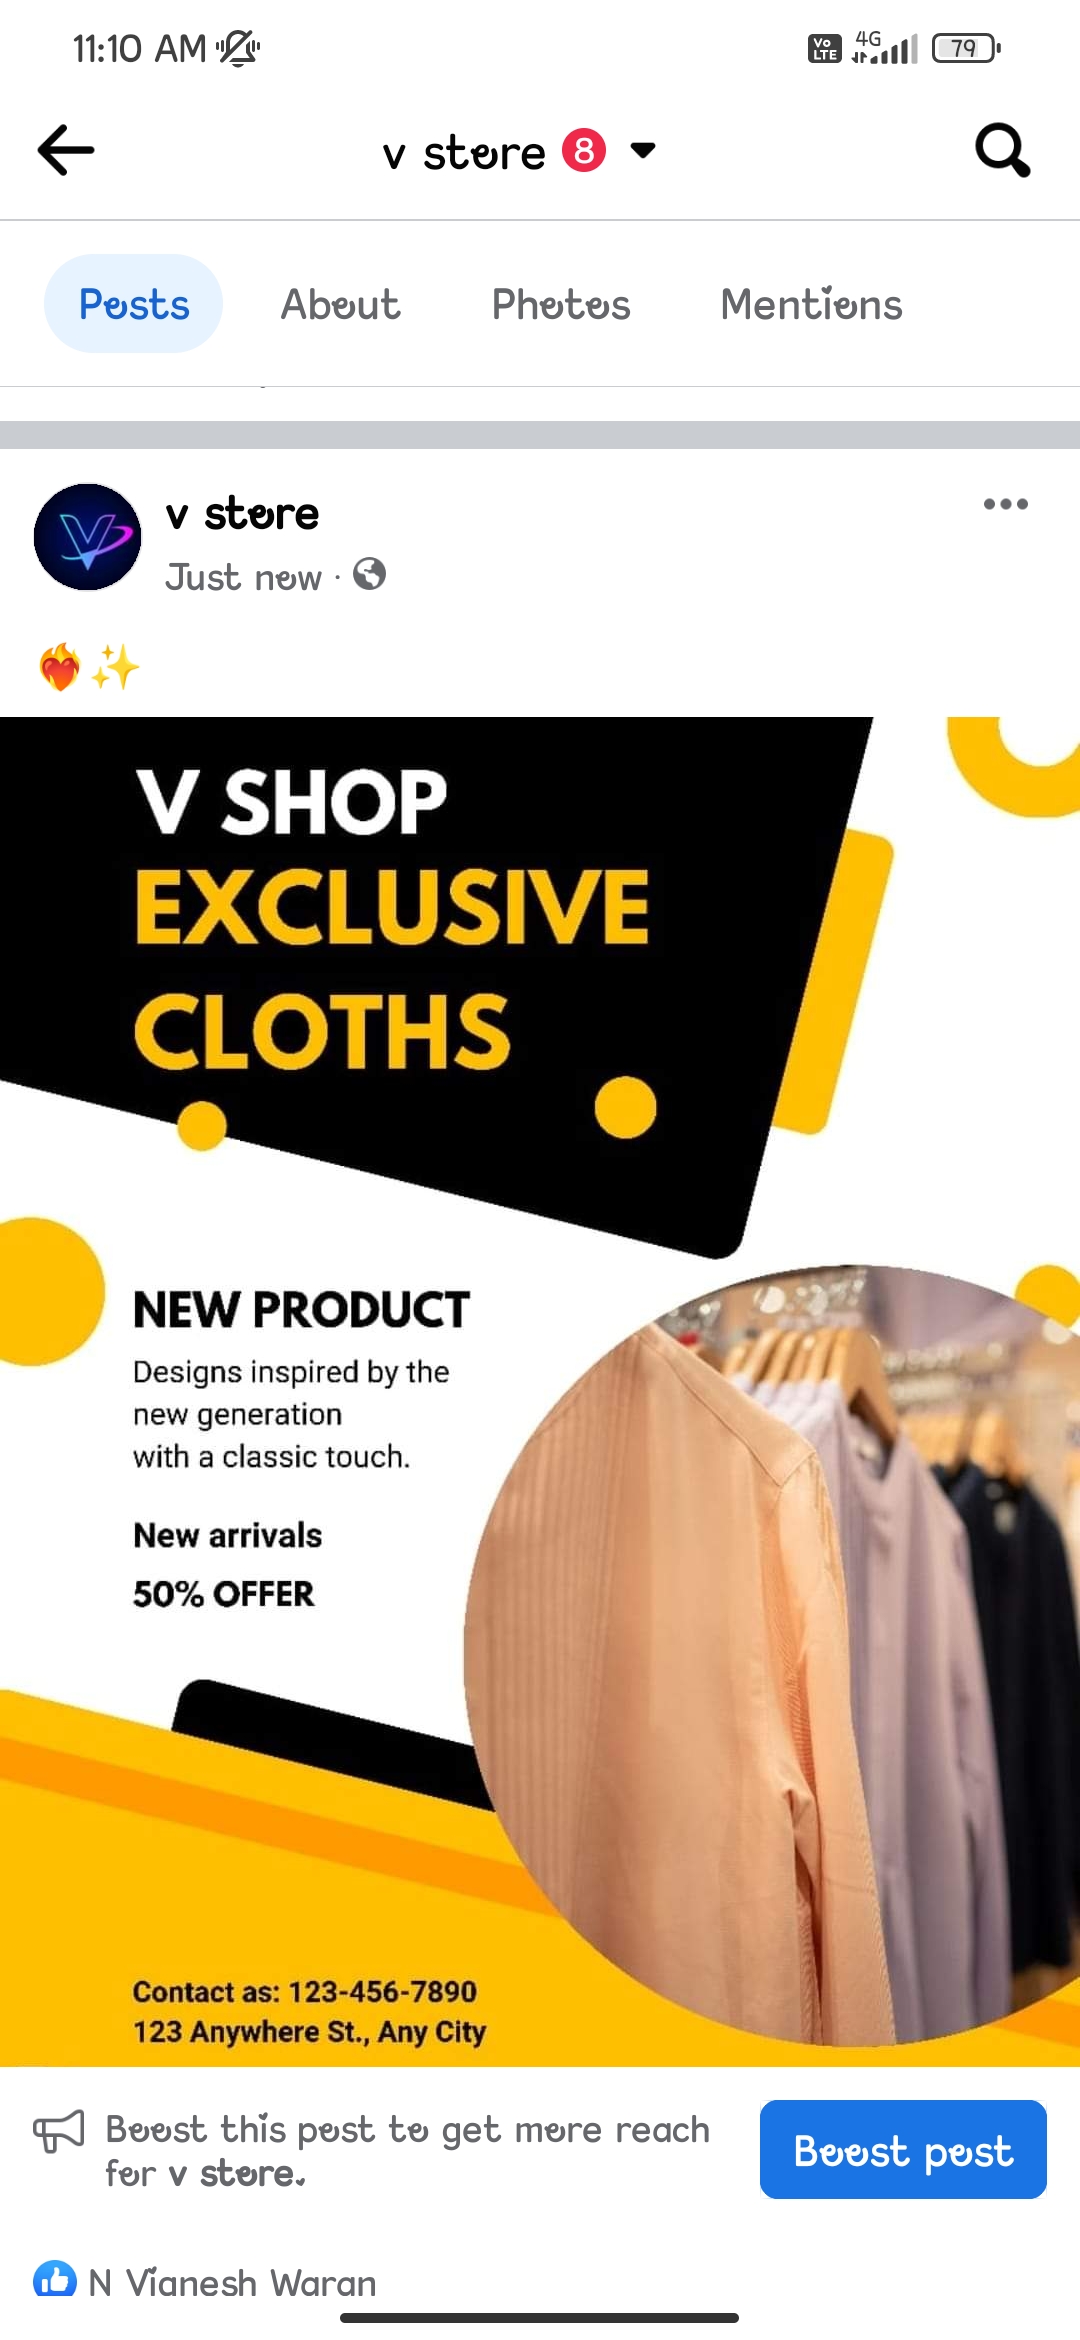 11:10 AM
Vo LTE 4G 79
v store 8
Posts About Photos Mentions
v store
Just now ·
V SHOP
EXCLUSIVE
CLOTHS
NEW PRODUCT
Designs inspired by the
new generation
with a classic touch.
New arrivals
50% OFFER
Contact as: 123-456-7890
123 Anywhere St., Any City
Boost this post to get more reach
for v store.
Boost post
N Vianesh Waran